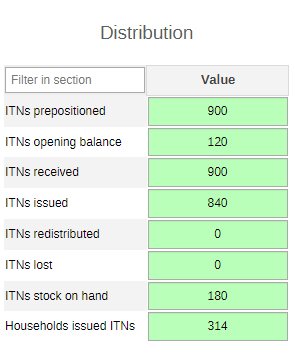 Distribution
Filter in section Value
ITNs prepositioned 900
ITNs opening balance 120
ITNs received 900
ITNs issued 840
ITNs redistributed 0
ITNs lost 0
ITNs stock on hand 180
Households issued ITNs 314